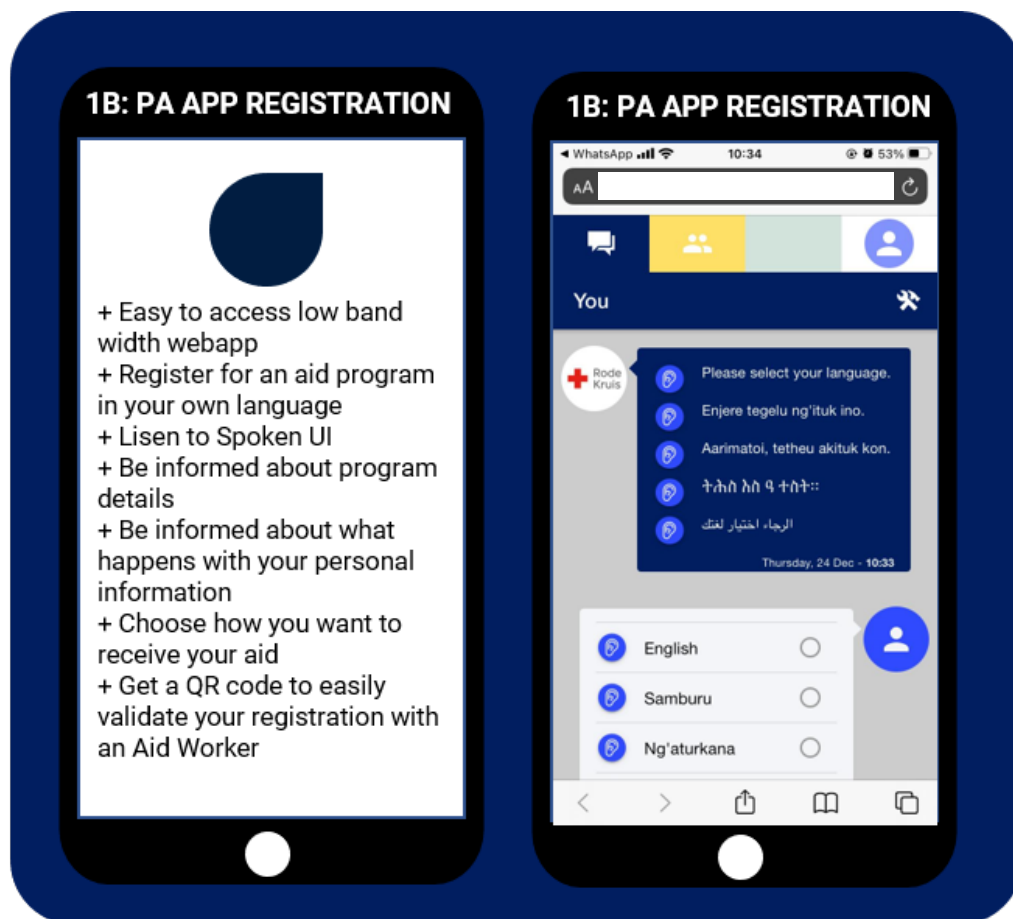 1B: PA APP REGISTRATION
+ Easy to access low band
width webapp
+ Register for an aid program
in your own language
+ Lisen to Spoken UI
+ Be informed about program
details
+ Be informed about what
happens with your personal
information
+ Choose how you want to
receive your aid
+ Get a QR code to easily
validate your registration with
an Aid Worker
1B: PA APP REGISTRATION
WhatsApp 10:34 53%
AA
You
Rode
Kruis
Please select your language.
Enjere tegelu ng'ituk ino.
Aarimatoi, tetheu akituk kon.
ትሕስ እስ ዓ ተስት።
الرجاء اختيار لغتك
Thursday, 24 Dec - 10:33
English
Samburu
Ng'aturkana